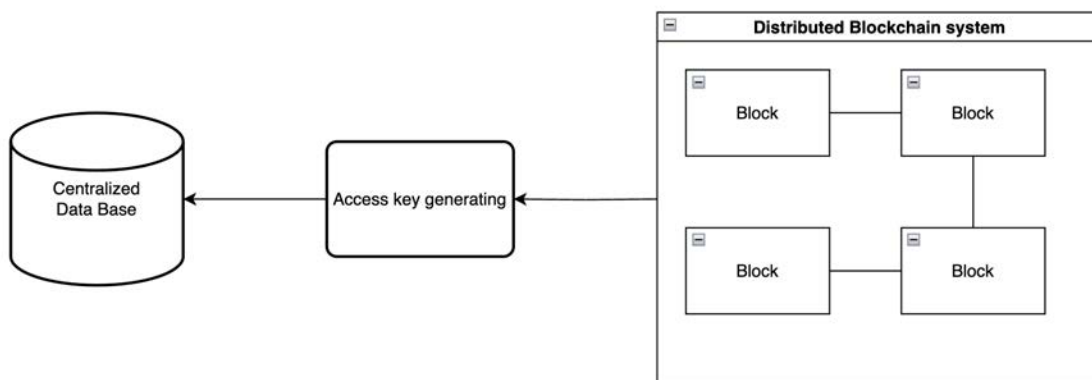 Distributed Blockchain system
Block
Block
Centralized
Data Base
Access key generating
Block
Block